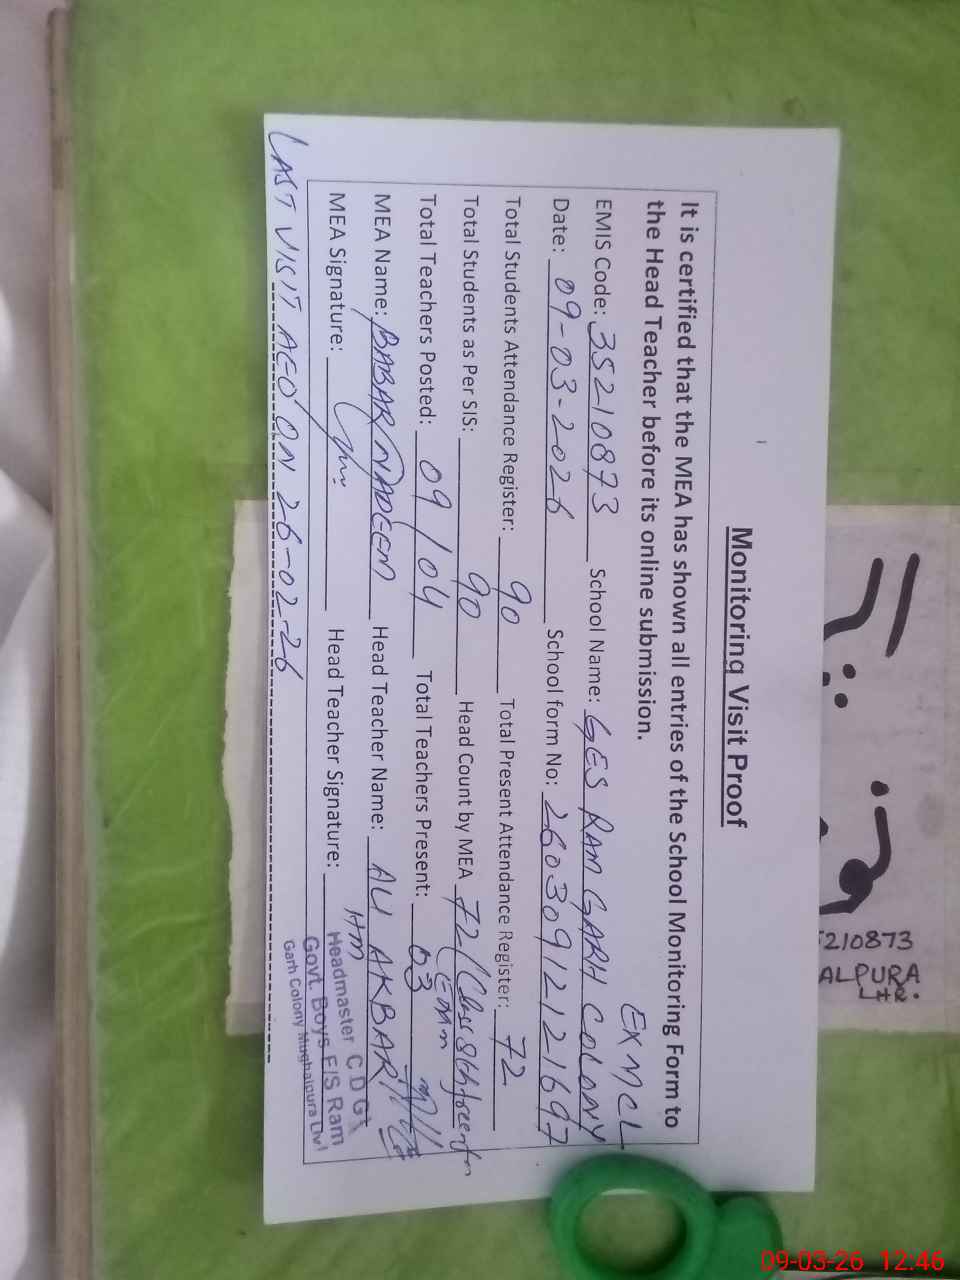 Monitoring Visit Proof
It is certified that the MEA has shown all entries of the School Monitoring Form to
the Head Teacher before its online submission.
EX MCL
EMIS Code: 35210873 School Name: GES RAM GARH COLONY
Date: 09-03-2026 School form No: 26030912121697
Total Students Attendance Register: 90 Total Present Attendance Register: 72
Total Students as Per SIS: 90 Head Count by MEA 72 (Class 8th
Total Teachers Posted: 09/04 Total Teachers Present: 03
MEA Name: BABAR NADEEM Head Teacher Name: ALI AKBAR
HM
MEA Signature: Head Teacher Signature:
Headmaster C D G
Govt. Boys E/S Ram
Garh Colony Mughalpura
LAST VISIT AEO ON 26-02-26
210873
ALPURA
LHR.
09-03-26 12:46